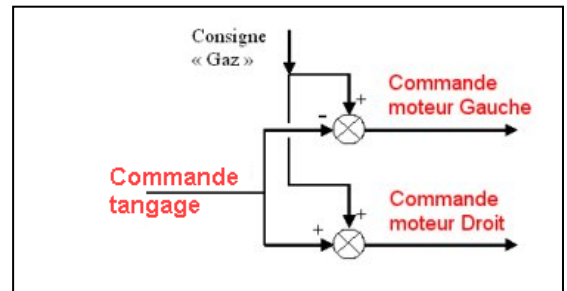 Consigne
« Gaz »
Commande
moteur Gauche
+
-
Commande
tangage
Commande
moteur Droit
+
+